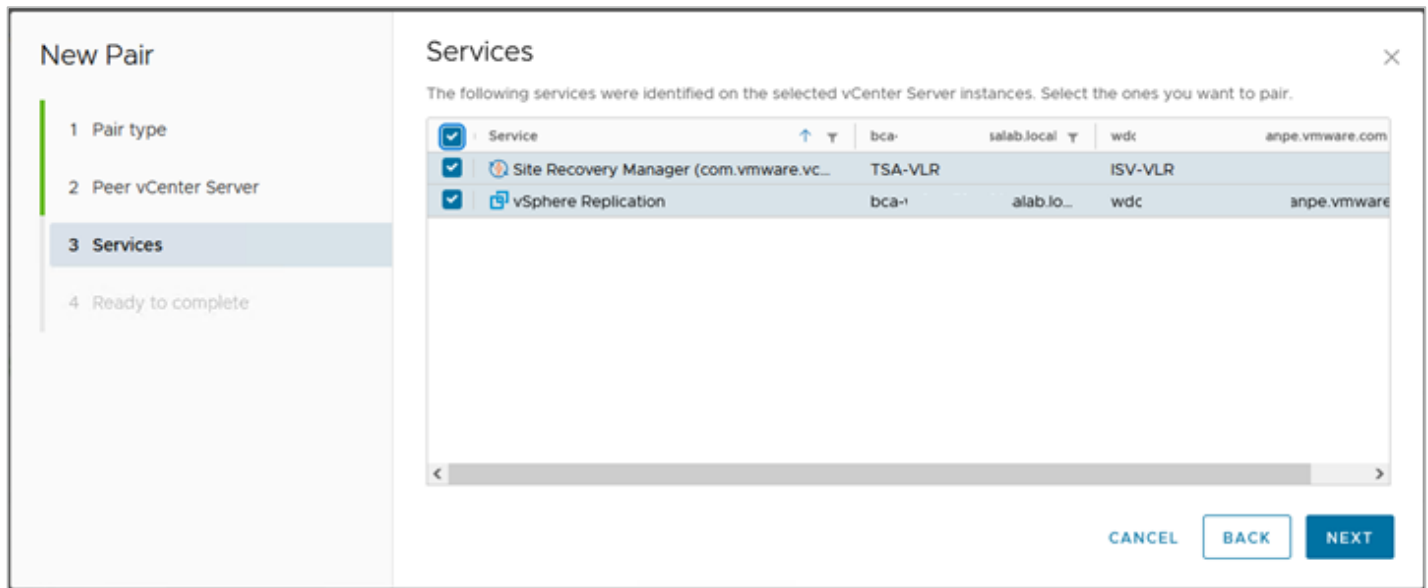 New Pair
1 Pair type
2 Peer vCenter Server
3 Services
4 Ready to complete
Services
The following services were identified on the selected vCenter Server instances. Select the ones you want to pair.
Service bca- salab.local wdc anpe.vmware.com
Site Recovery Manager (com.vmware.vc... TSA-VLR ISV-VLR
vSphere Replication bca- alab.lo... wdc anpe.vmware
CANCEL BACK NEXT